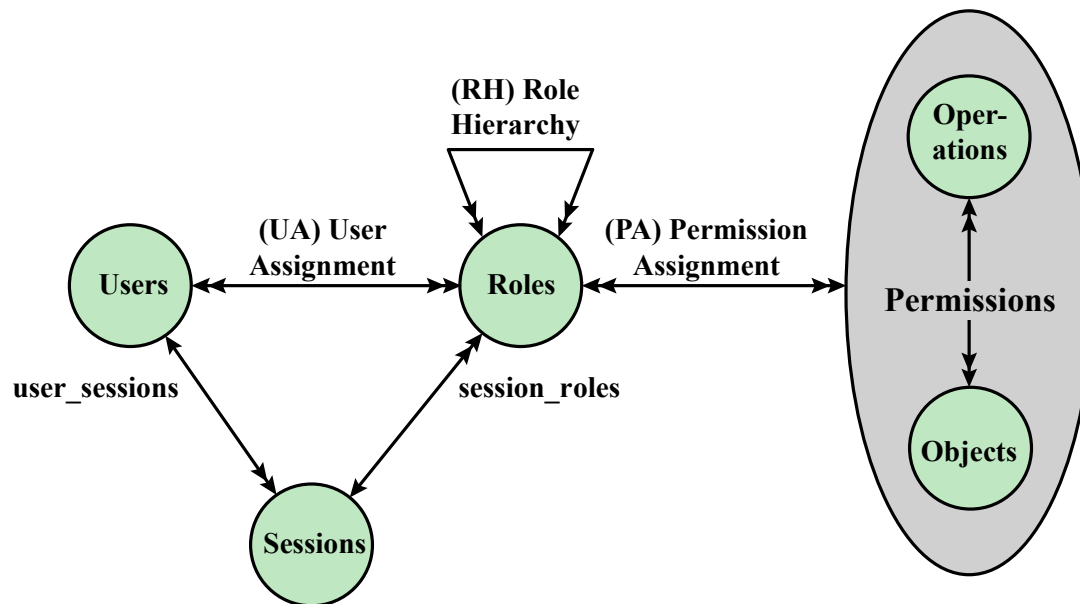 (RH) Role
Hierarchy
Oper-
ations
(UA) User
Assignment
(PA) Permission
Assignment
Users
Roles
Permissions
user_sessions
session_roles
Objects
Sessions